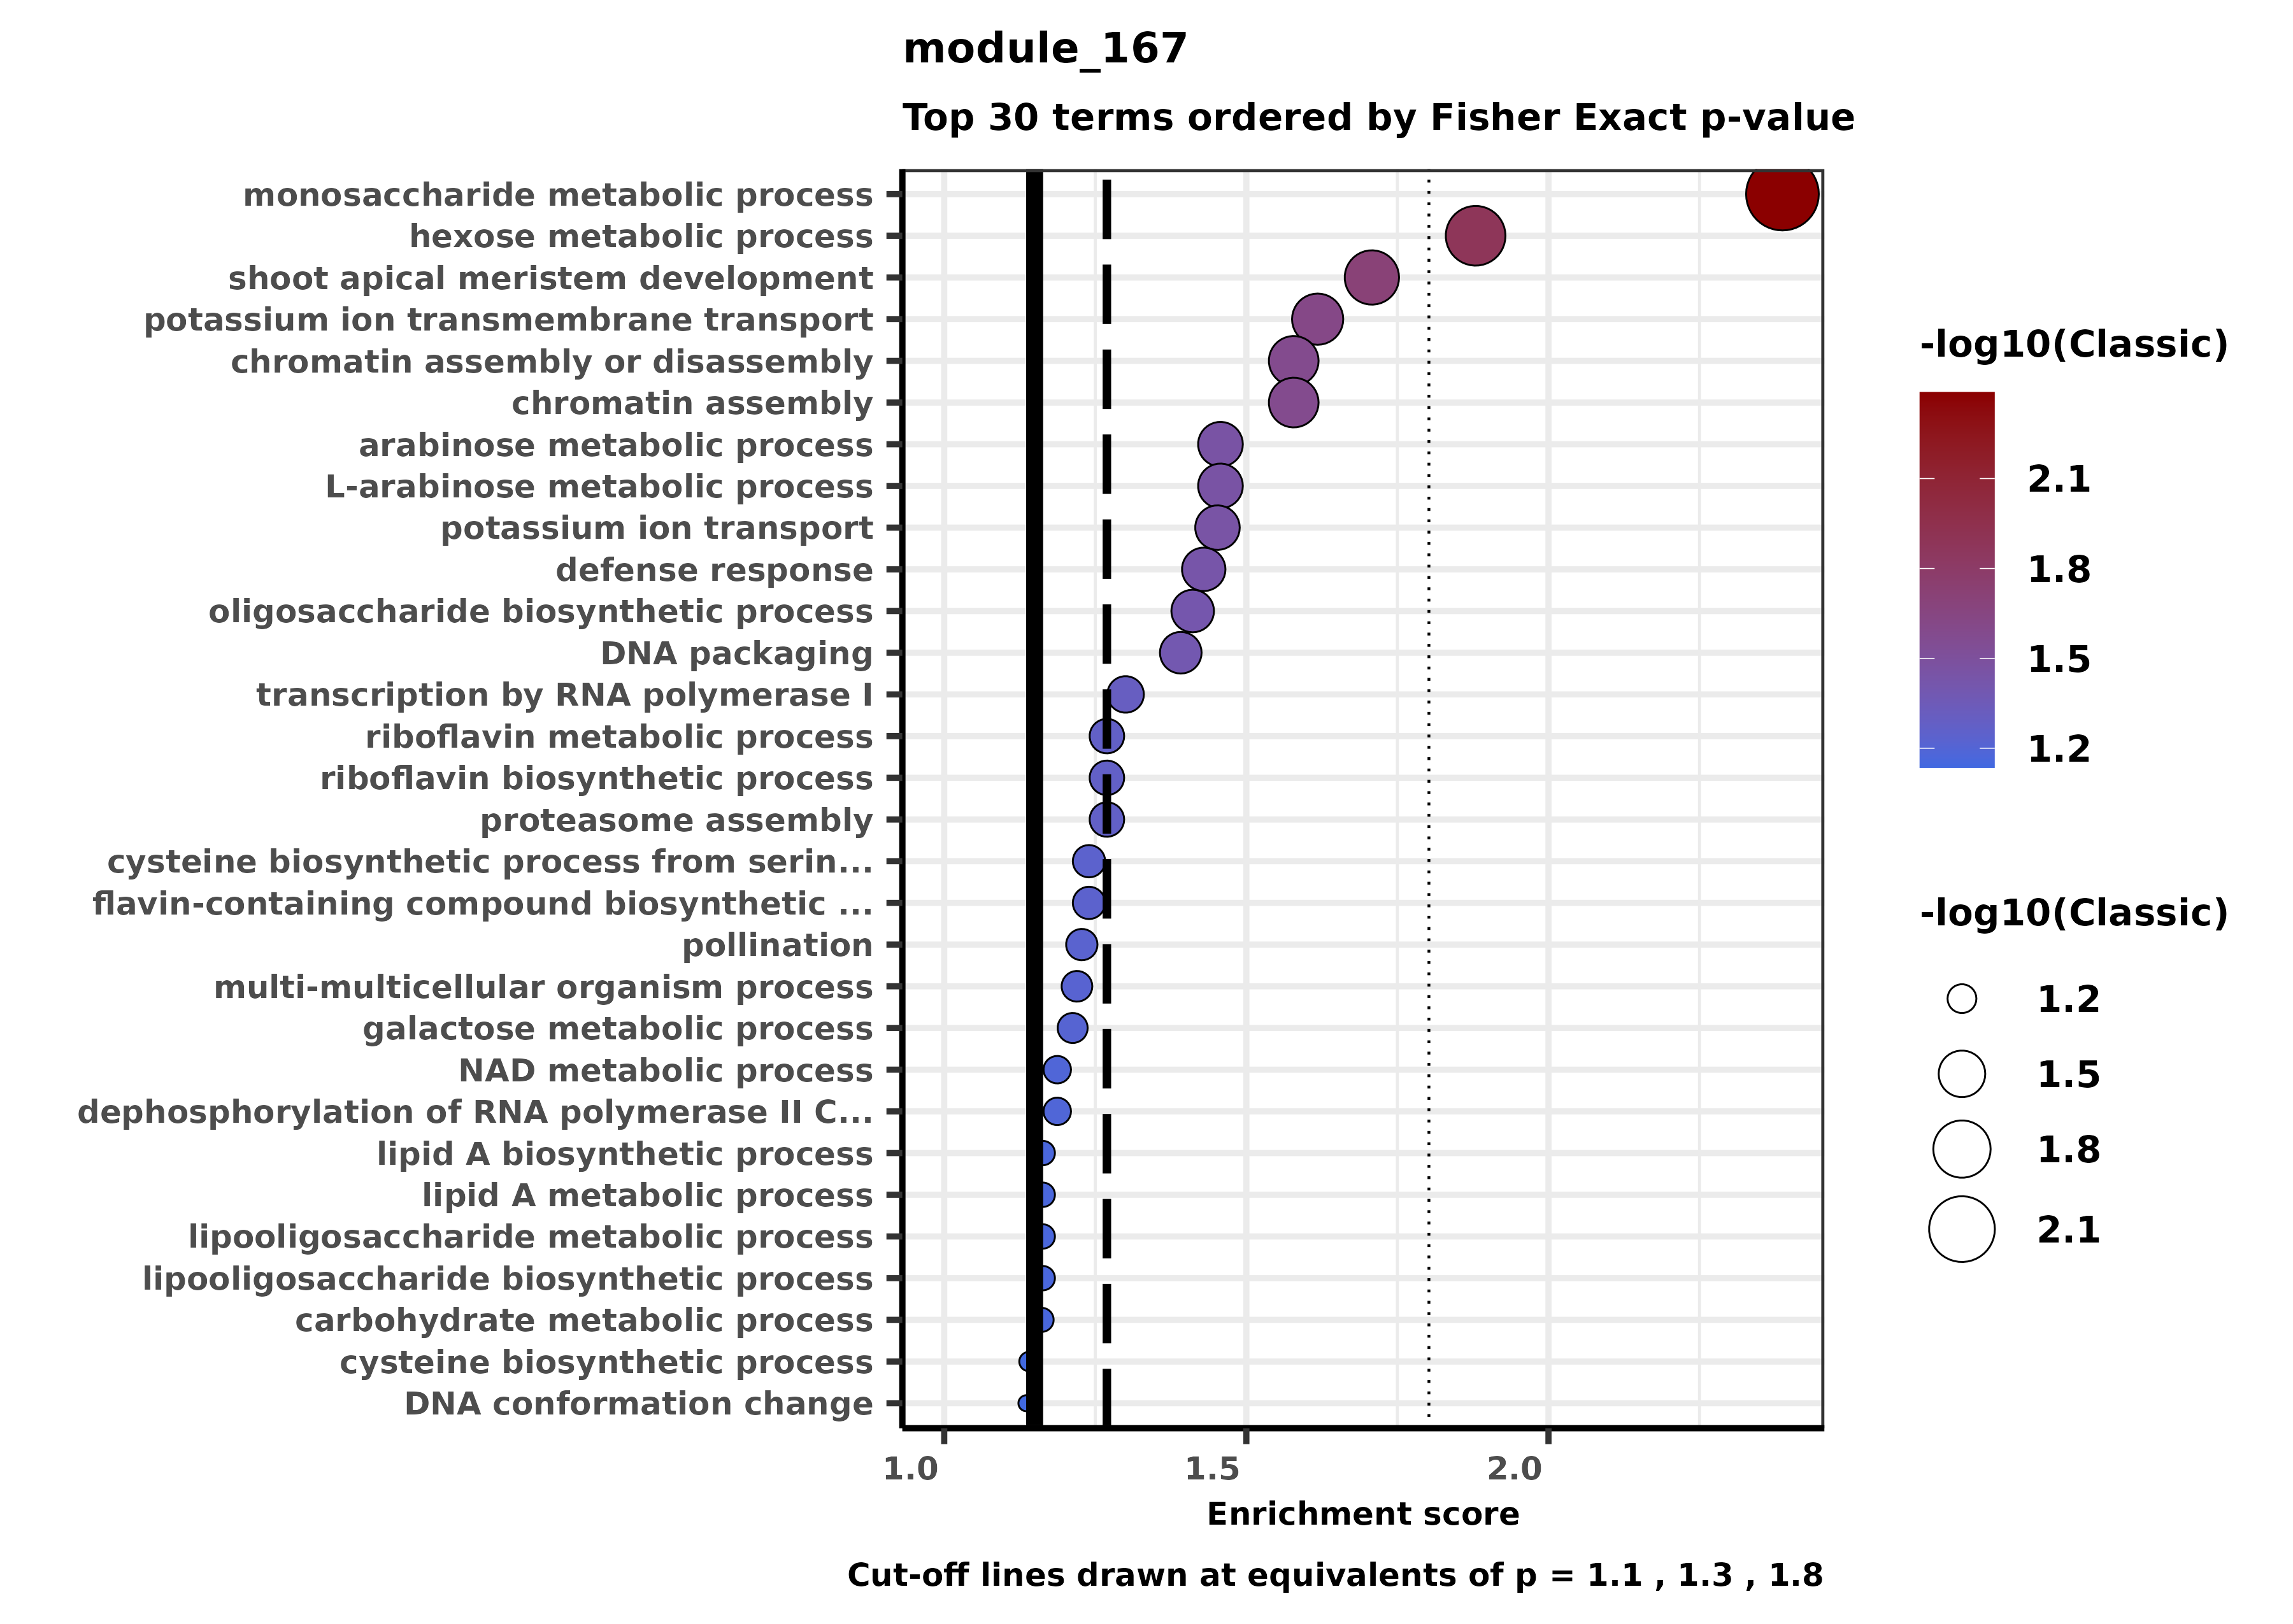 module_167
Top 30 terms ordered by Fisher Exact p-value
monosaccharide metabolic process
hexose metabolic process
shoot apical meristem development
potassium ion transmembrane transport
chromatin assembly or disassembly
chromatin assembly
arabinose metabolic process
L-arabinose metabolic process
potassium ion transport
defense response
oligosaccharide biosynthetic process
DNA packaging
transcription by RNA polymerase I
riboflavin metabolic process
riboflavin biosynthetic process
proteasome assembly
cysteine biosynthetic process from serin...
flavin-containing compound biosynthetic ...
pollination
multi-multicellular organism process
galactose metabolic process
NAD metabolic process
dephosphorylation of RNA polymerase II C...
lipid A biosynthetic process
lipid A metabolic process
lipooligosaccharide metabolic process
lipooligosaccharide biosynthetic process
carbohydrate metabolic process
cysteine biosynthetic process
DNA conformation change
1.0 1.5 2.0
Enrichment score
Cut-off lines drawn at equivalents of p = 1.1 , 1.3 , 1.8
-log10(Classic)
2.1
1.8
1.5
1.2
-log10(Classic)
1.2
1.5
1.8
2.1